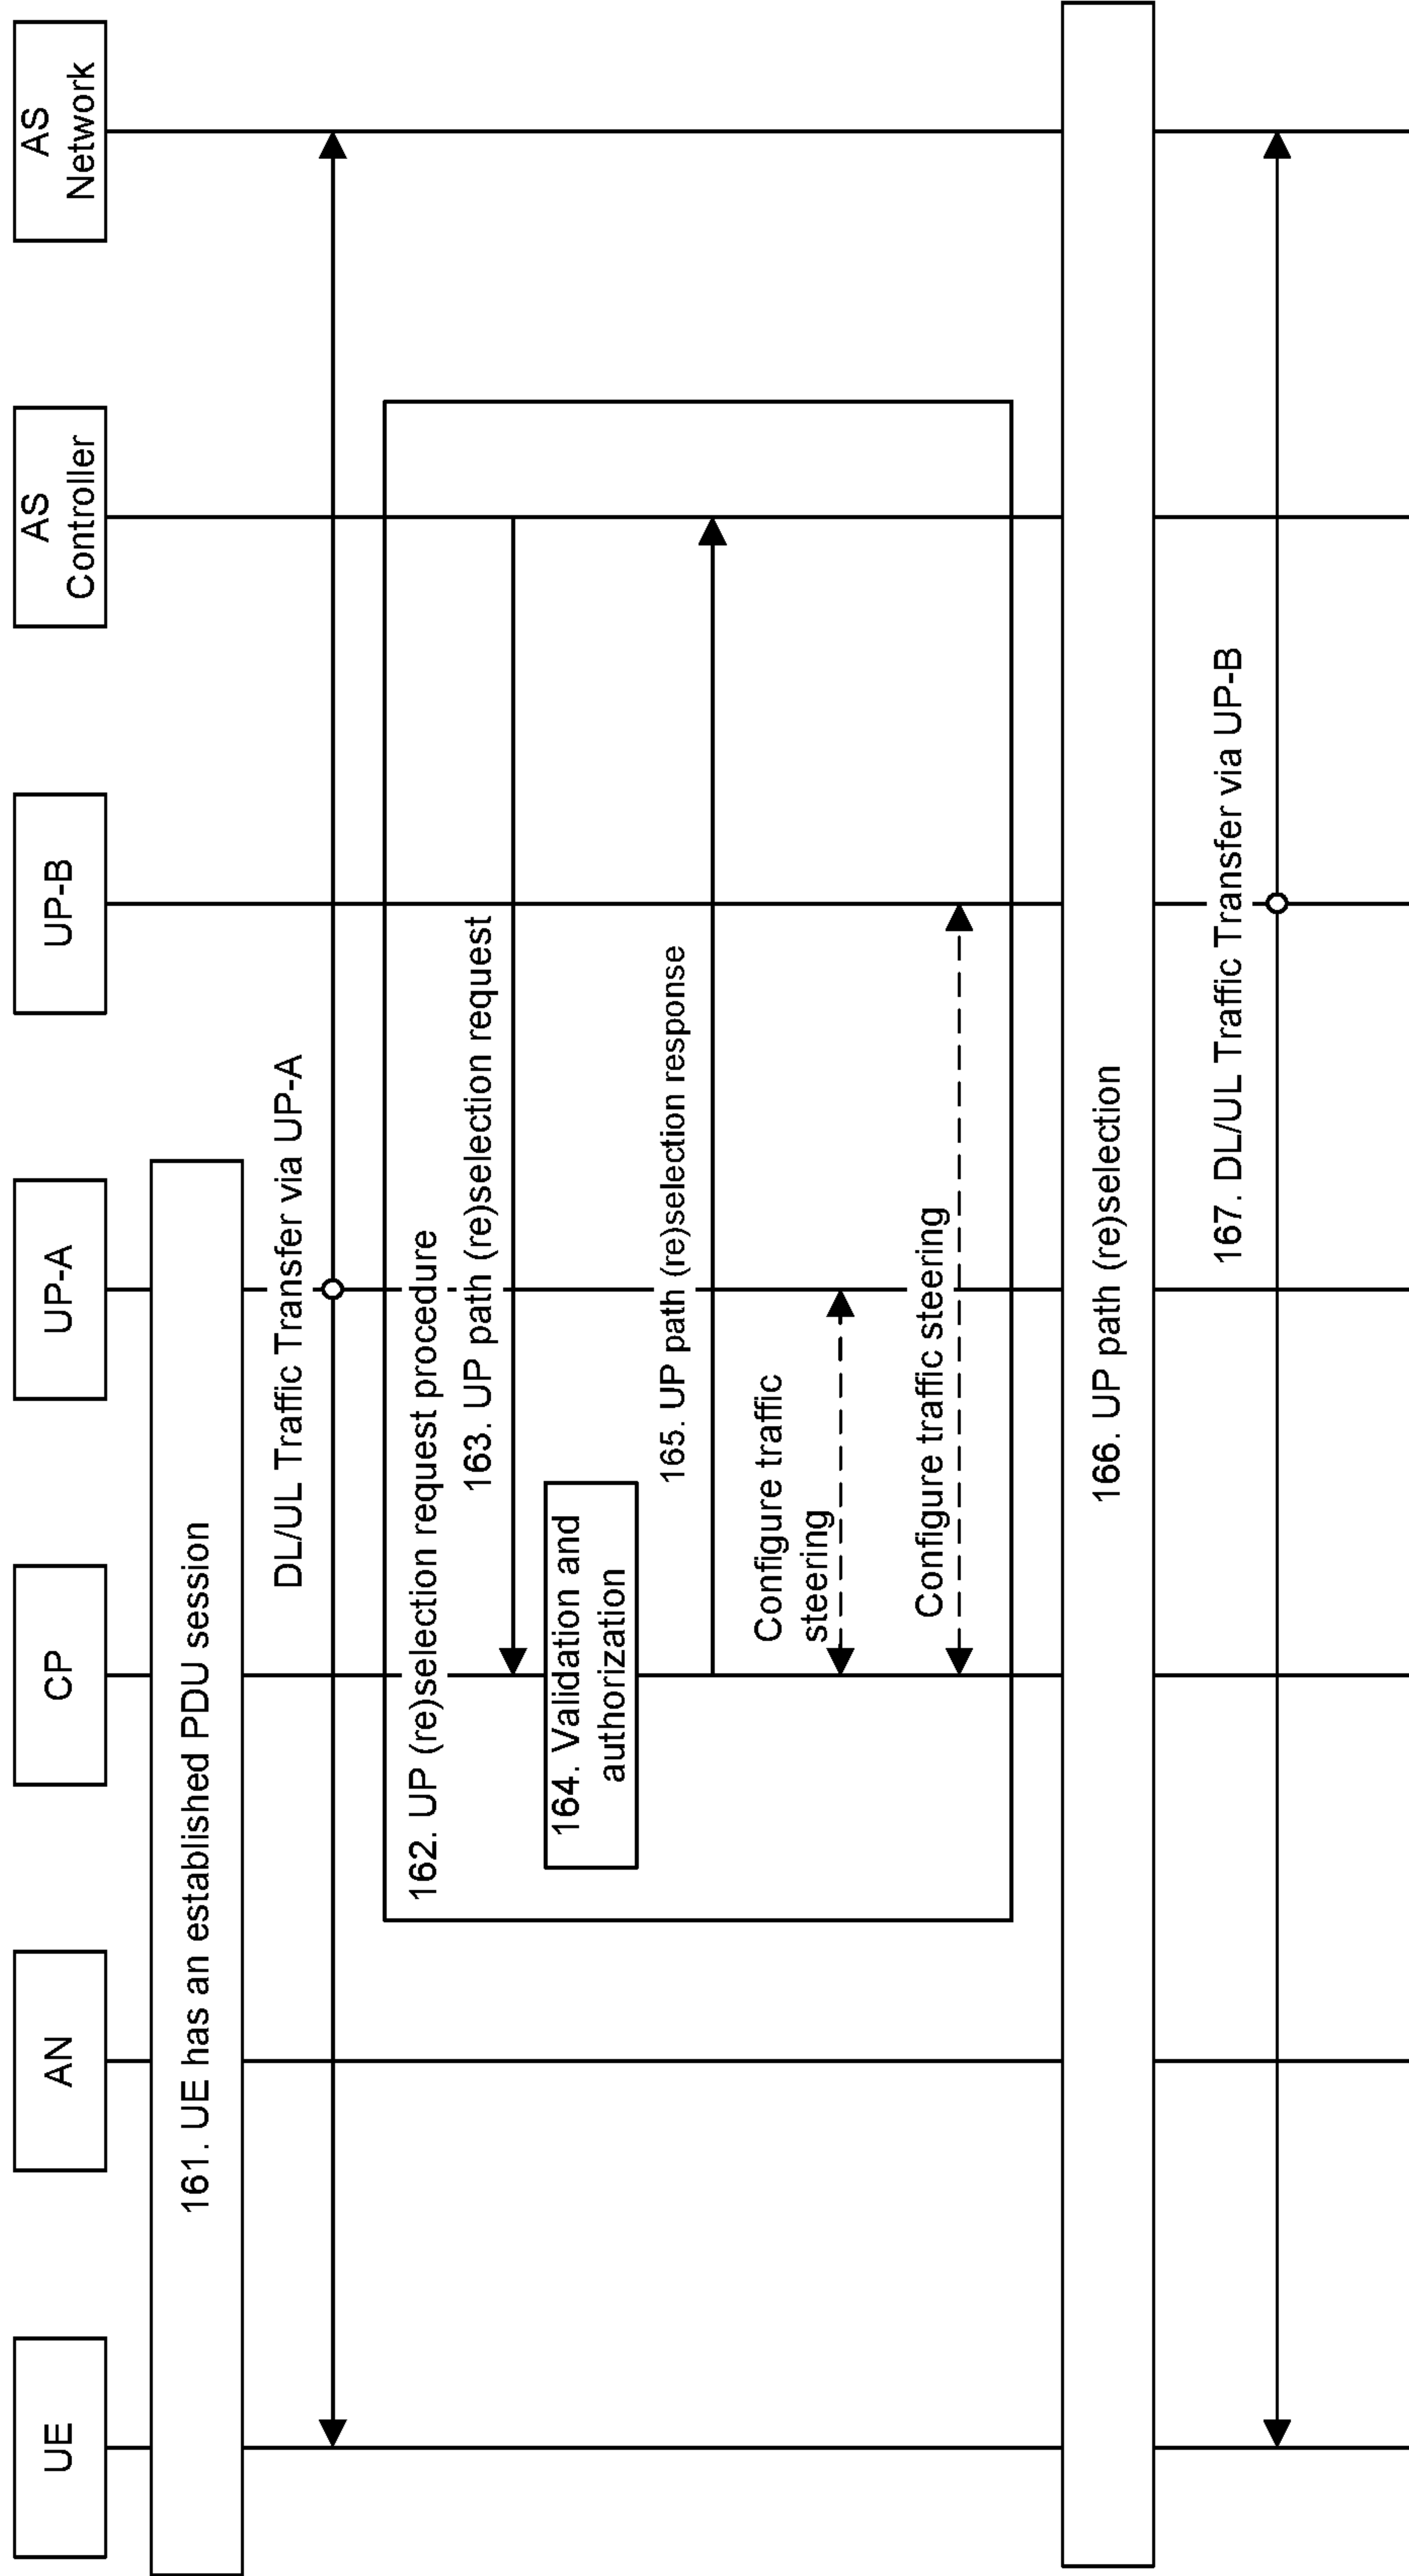 UE
AN
CP
UP-A
UP-B
AS
Controller
AS
Network
161. UE has an established PDU session
DL/UL Traffic Transfer via UP-A
162. UP (re)selection request procedure
163. UP path (re)selection request
164. Validation and
authorization
165. UP path (re)selection response
Configure traffic
steering
Configure traffic steering
166. UP path (re)selection
167. DL/UL Traffic Transfer via UP-B